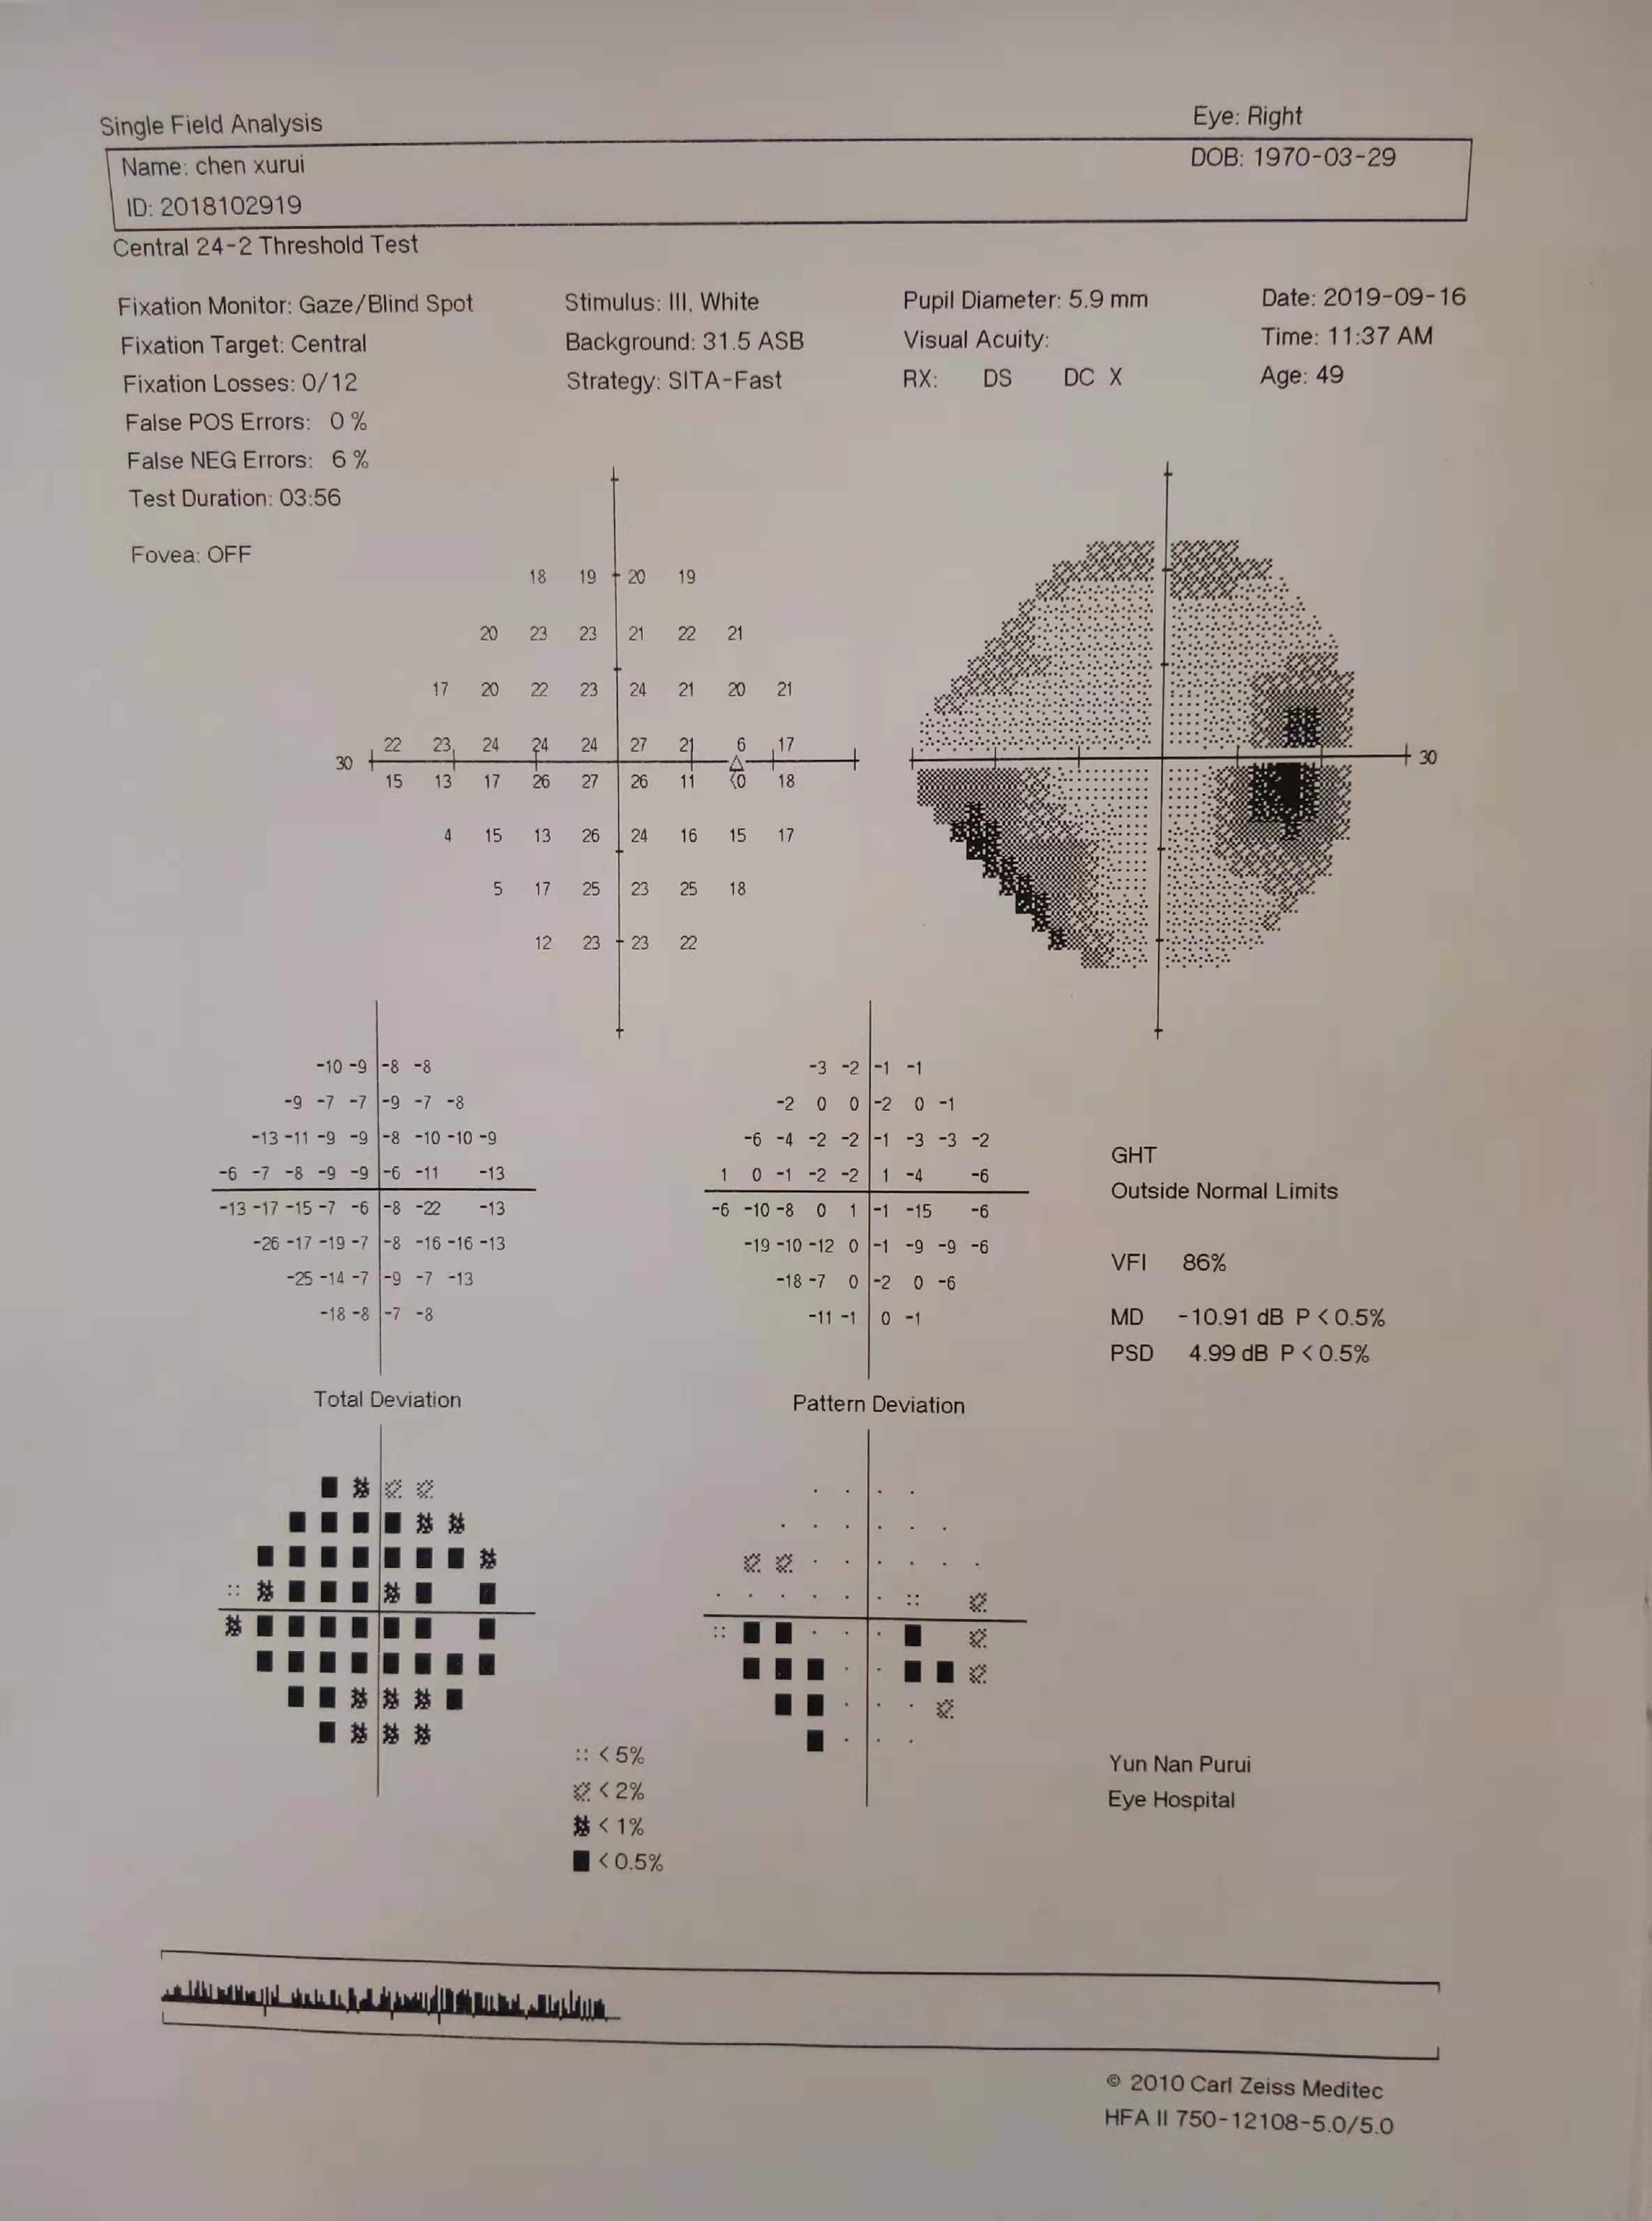 Single Field Analysis
Eye: Right
Name: chen xurui
DOB: 1970-03-29
ID: 2018102919
Central 24-2 Threshold Test
Fixation Monitor: Gaze/Blind Spot
Fixation Target: Central
Fixation Losses: 0/12
False POS Errors: 0 %
False NEG Errors: 6 %
Test Duration: 03:56
Fovea: OFF
Stimulus: III, White
Background: 31.5 ASB
Strategy: SITA-Fast
Pupil Diameter: 5.9 mm
Visual Acuity:
RX: DS DC X
Date: 2019-09-16
Time: 11:37 AM
Age: 49
18 19 20 19
20 23 23 21 22 21
17 20 22 23 24 21 20 21
22 23 24 24 24 27 21 6 17
30
15 13 17 26 27 26 11 <0 18
4 15 13 26 24 16 15 17
5 17 25 23 25 18
12 23 23 22
30
-10 -9 -8 -8
-9 -7 -7 -9 -7 -8
-13 -11 -9 -9 -8 -10 -10 -9
-6 -7 -8 -9 -9 -6 -11 -13
-13 -17 -15 -7 -6 -8 -22 -13
-26 -17 -19 -7 -8 -16 -16 -13
-25 -14 -7 -9 -7 -13
-18 -8 -7 -8
Total Deviation
-3 -2 -1 -1
-2 0 0 -2 0 -1
-6 -4 -2 -2 -1 -3 -3 -2
1 0 -1 -2 -2 1 -4 -6
-6 -10 -8 0 1 -1 -15 -6
-19 -10 -12 0 -1 -9 -9 -6
-18 -7 0 -2 0 -6
-11 -1 0 -1
Pattern Deviation
GHT
Outside Normal Limits
VFI 86%
MD -10.91 dB P < 0.5%
PSD 4.99 dB P < 0.5%
< 5%
< 2%
< 1%
< 0.5%
Yun Nan Purui
Eye Hospital
© 2010 Carl Zeiss Meditec
HFA II 750-12108-5.0/5.0